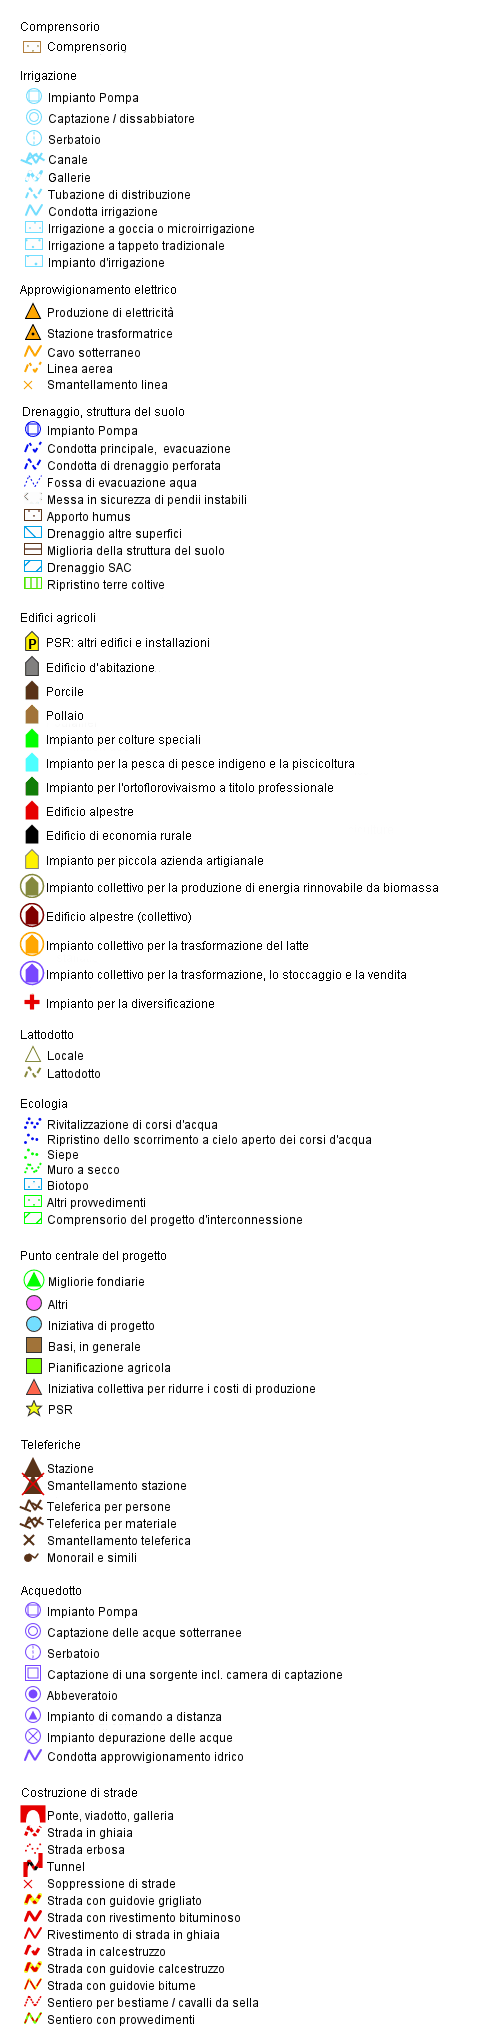 Comprensorio
Comprensorio
Irrigazione
Impianto Pompa
Captazione / dissabbiatore
Serbatoio
Canale
Gallerie
Tubazione di distribuzione
Condotta irrigazione
Irrigazione a goccia o microirrigazione
Irrigazione a tappeto tradizionale
Impianto d'irrigazione
Approvvigionamento elettrico
Produzione di elettricità
Stazione trasformatrice
Cavo sotterraneo
Linea aerea
Smantellamento linea
Drenaggio, struttura del suolo
Impianto Pompa
Condotta principale, evacuazione
Condotta di drenaggio perforata
Fossa di evacuazione aqua
Messa in sicurezza di pendii instabili
Apporto humus
Drenaggio altre superfici
Miglioria della struttura del suolo
Drenaggio SAC
Ripristino terre coltive
Edifici agricoli
P PSR: altri edifici e installazioni
Edificio d'abitazione
Porcile
Pollaio
Impianto per colture speciali
Impianto per la pesca di pesce indigeno e la piscicoltura
Impianto per l'ortoflorovivaismo a titolo professionale
Edificio alpestre
Edificio di economia rurale
Impianto per piccola azienda artigianale
Impianto collettivo per la produzione di energia rinnovabile da biomassa
Edificio alpestre (collettivo)
Impianto collettivo per la trasformazione del latte
Impianto collettivo per la trasformazione, lo stoccaggio e la vendita
Impianto per la diversificazione
Lattodotto
Locale
Lattodotto
Ecologia
Rivitalizzazione di corsi d'acqua
Ripristino dello scorrimento a cielo aperto dei corsi d'acqua
Siepe
Muro a secco
Biotopo
Altri provvedimenti
Comprensorio del progetto d'interconnessione
Punto centrale del progetto
Migliorie fondiarie
Altri
Iniziativa di progetto
Basi, in generale
Pianificazione agricola
Iniziativa collettiva per ridurre i costi di produzione
PSR
Teleferiche
Stazione
Smantellamento stazione
Teleferica per persone
Teleferica per materiale
Smantellamento teleferica
Monorail e simili
Acquedotto
Impianto Pompa
Captazione delle acque sotterranee
Serbatoio
Captazione di una sorgente incl. camera di captazione
Abbeveratoio
Impianto di comando a distanza
Impianto depurazione delle acque
Condotta approvvigionamento idrico
Costruzione di strade
Ponte, viadotto, galleria
Strada in ghiaia
Strada erbosa
Tunnel
Soppressione di strade
Strada con guidovie grigliato
Strada con rivestimento bituminoso
Rivestimento di strada in ghiaia
Strada in calcestruzzo
Strada con guidovie calcestruzzo
Strada con guidovie bitume
Sentiero per bestiame / cavalli da sella
Sentiero con provvedimenti